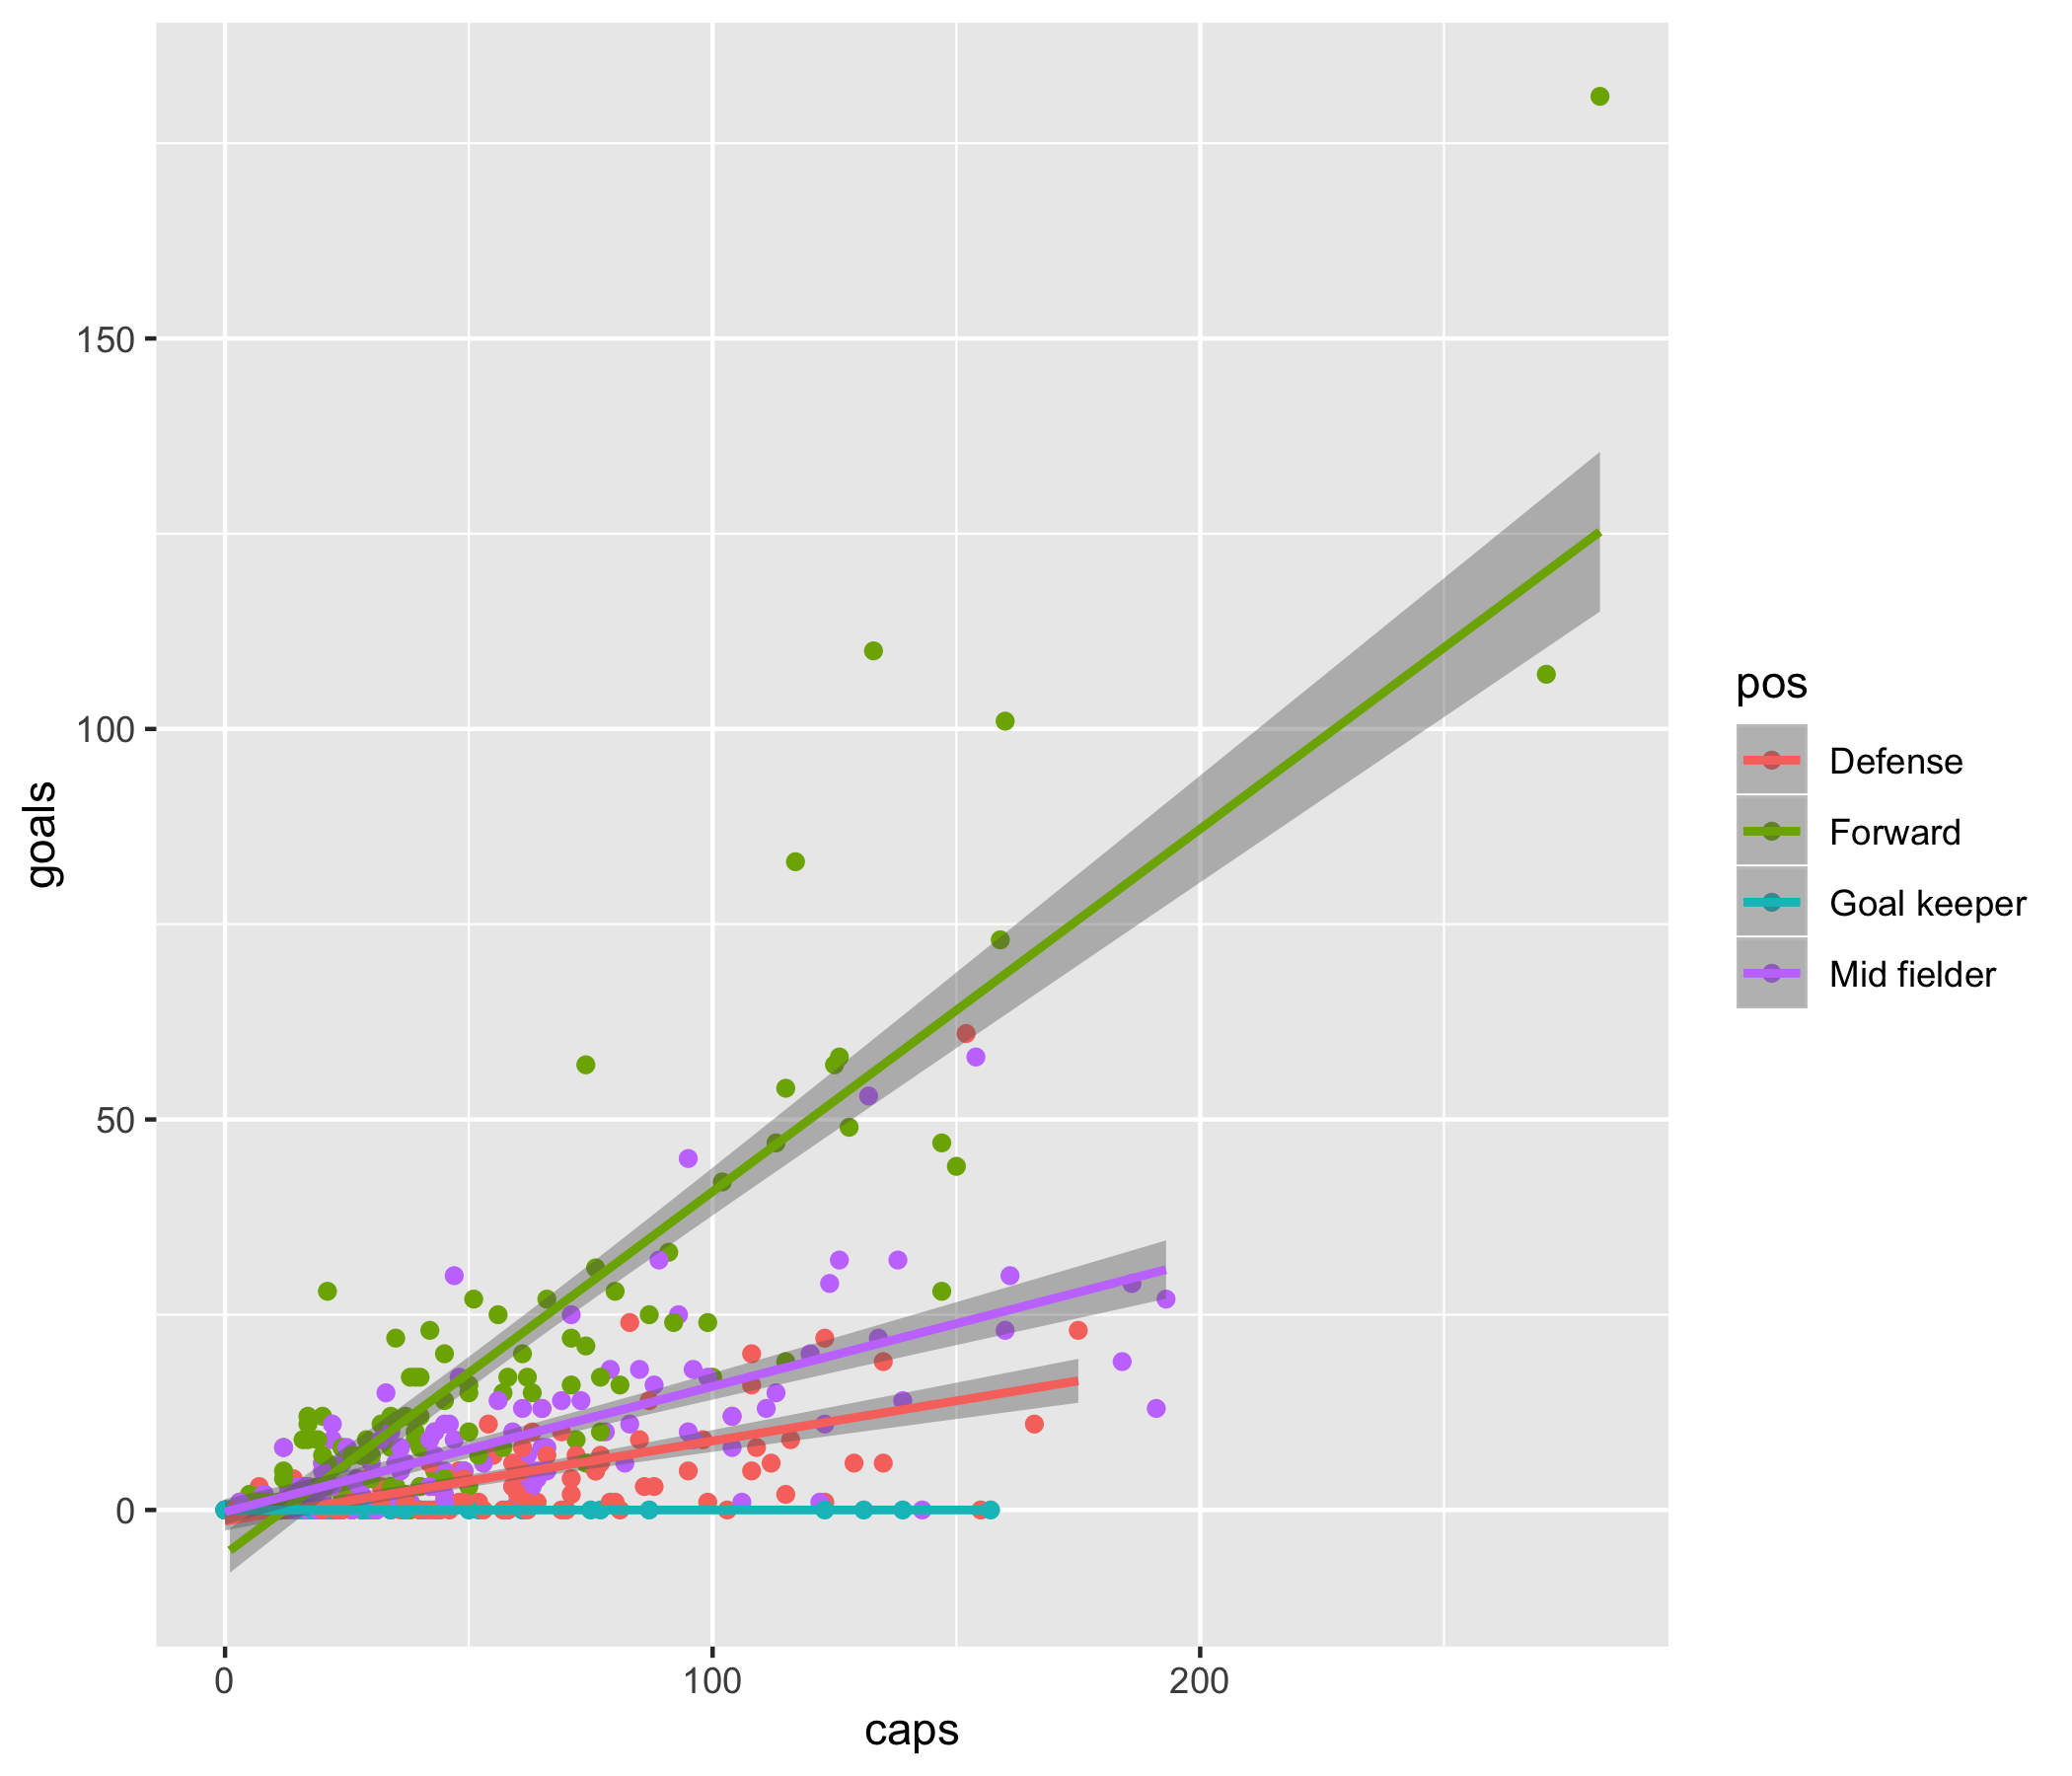 goals
150
100
50
0
0 100 200
caps
pos
Defense
Forward
Goal keeper
Mid fielder